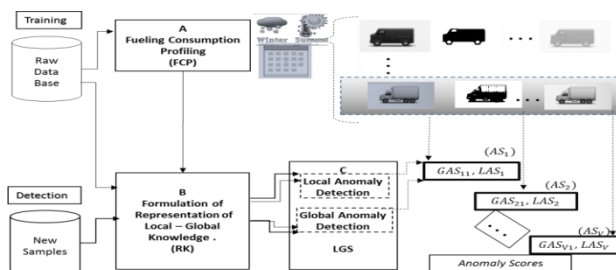 Training
Raw
Data
Base
A
Fueling Consumption
Profiling
(FCP)
Winter
Detection
New
Samples
B
Formulation of
Representation of
Local – Global
Knowledge .
(RK)
C
Local Anomaly
Detection
Global Anomaly
Detection
LGS
(AS₁)
GAS₁₁, LAS₁
(AS₂)
GAS₂₁, LAS₂
(ASᵥ)
GASᵥ₁, LASᵥ
Anomaly Scores